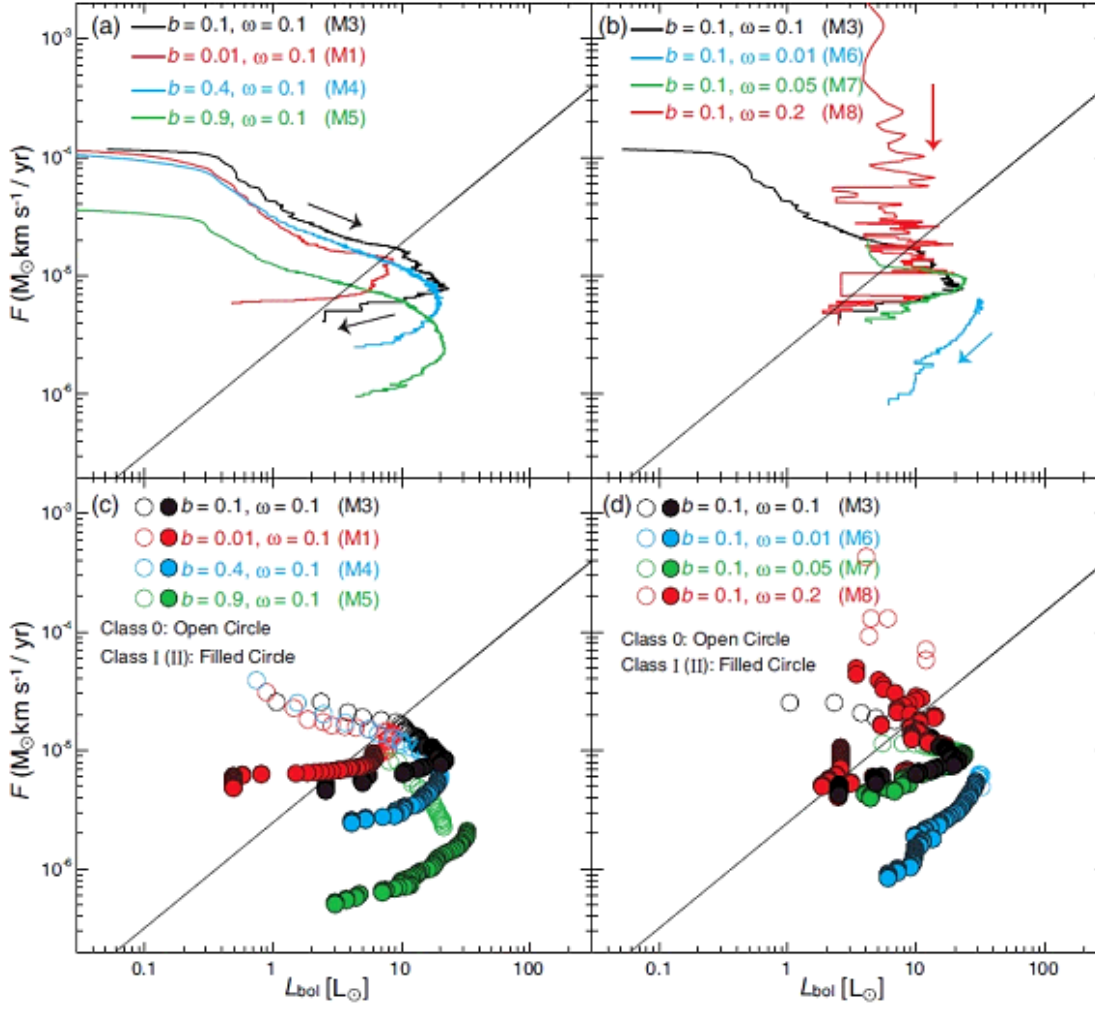 (a)
b = 0.1, ω = 0.1 (M3)
b = 0.01, ω = 0.1 (M1)
b = 0.4, ω = 0.1 (M4)
b = 0.9, ω = 0.1 (M5)
(b)
b = 0.1, ω = 0.1 (M3)
b = 0.1, ω = 0.01 (M6)
b = 0.1, ω = 0.05 (M7)
b = 0.1, ω = 0.2 (M8)
10⁻³
10⁻⁴
10⁻⁵
10⁻⁶
F (M⊙km s⁻¹ / yr)
(c)
b = 0.1, ω = 0.1 (M3)
b = 0.01, ω = 0.1 (M1)
b = 0.4, ω = 0.1 (M4)
b = 0.9, ω = 0.1 (M5)
Class 0: Open Circle
Class I (II): Filled Circle
(d)
b = 0.1, ω = 0.1 (M3)
b = 0.1, ω = 0.01 (M6)
b = 0.1, ω = 0.05 (M7)
b = 0.1, ω = 0.2 (M8)
Class 0: Open Circle
Class I (II): Filled Circle
10⁻³
10⁻⁴
10⁻⁵
10⁻⁶
F (M⊙km s⁻¹ / yr)
0.1 1 10 100
Lbol [L⊙]
0.1 1 10 100
Lbol [L⊙]